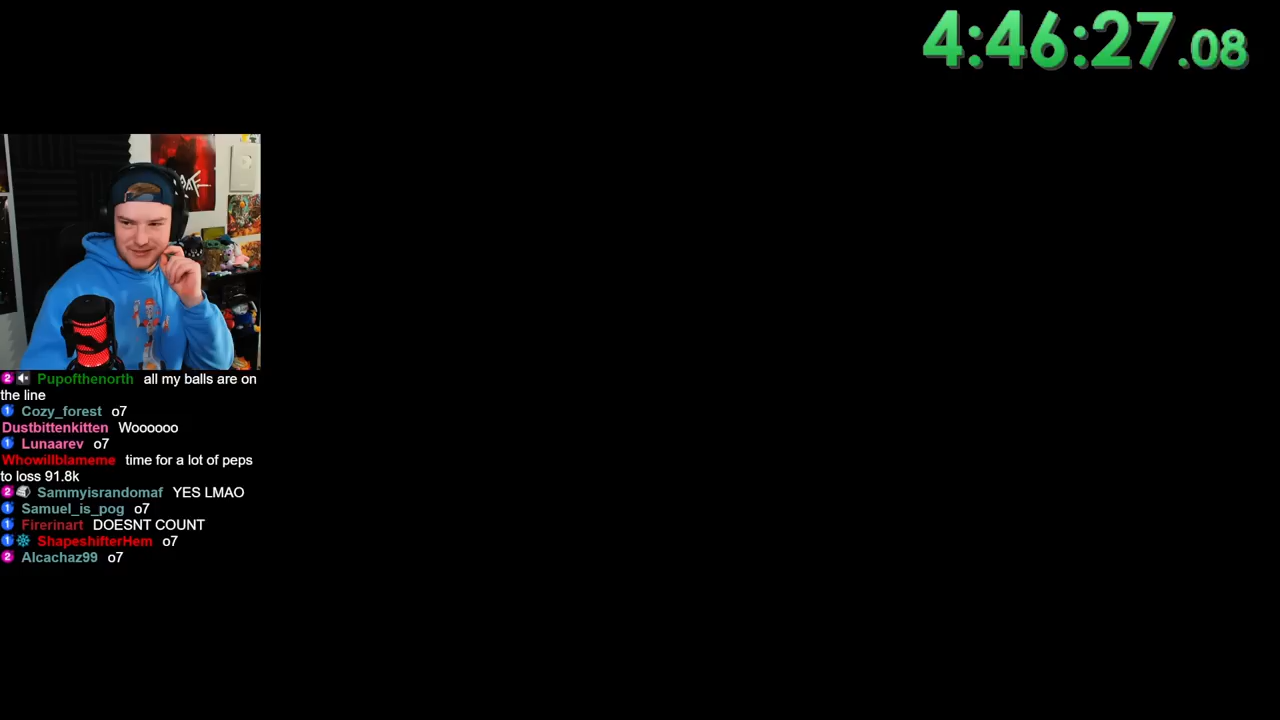 4:46:27.08
Pupofthenorth all my balls are on
the line
Cozy_forest o7
Dustbittenkitten Woooooo
Lunaarev o7
Whowillblameme time for a lot of peps
to loss 91.8k
Sammyisrandomaf YES LMAO
Samuel_is_pog o7
Firerinart DOESNT COUNT
ShapeshifterHem o7
Alcachaz99 o7